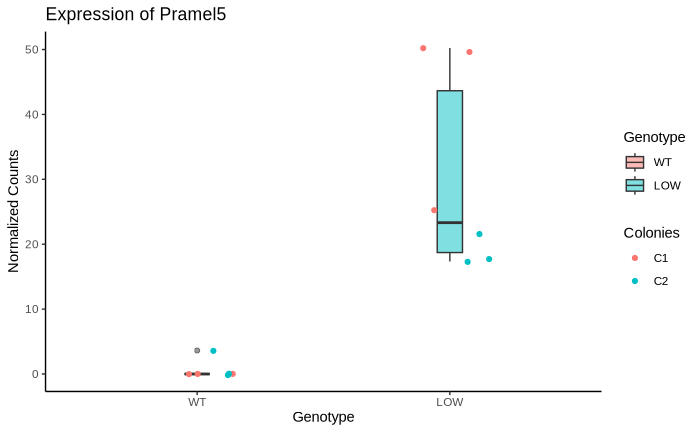 Expression of Pramel5
Normalized Counts
50
40
30
20
10
0
WT
LOW
Genotype
Genotype
WT
LOW
Colonies
C1
C2